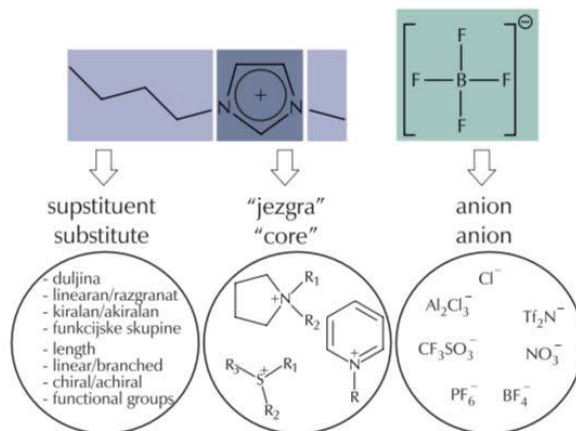 F
F B F
F
⊖
N + N
supstituent
substitute
"jezgra"
"core"
anion
anion
- duljina
- linearan/razgranat
- kiralan/akiralan
- funkcijske skupine
- length
- linear/branched
- chiral/achiral
- functional groups
R₁
+N
R₂
R₃ S⁺ R₁
R₂
N⁺
R
Cl⁻
Al₂Cl₃⁻
Tf₂N⁻
CF₃SO₃⁻
NO₃⁻
PF₆⁻
BF₄⁻